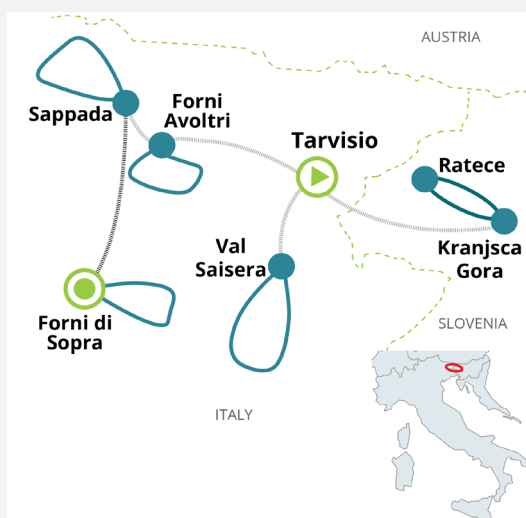 AUSTRIA
Sappada
Forni
Avoltri
Tarvisio
Ratece
Val
Saisera
Kranjsca
Gora
Forni di
Sopra
SLOVENIA
ITALY